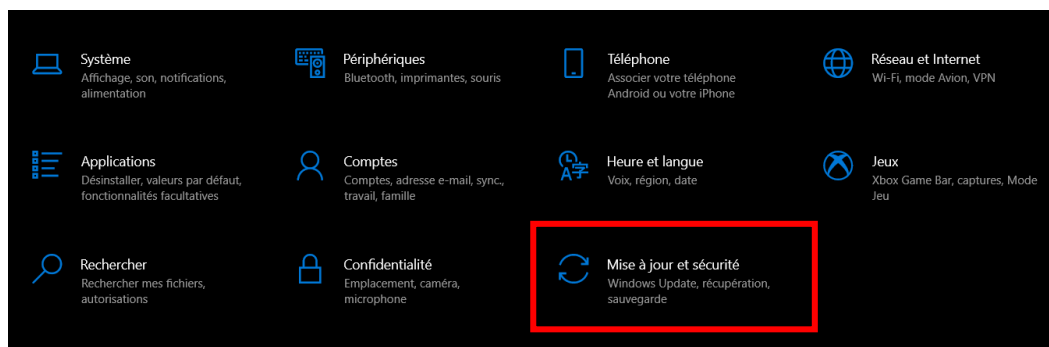 Système
Affichage, son, notifications,
alimentation
Périphériques
Bluetooth, imprimantes, souris
Téléphone
Associer votre téléphone
Android ou votre iPhone
Réseau et Internet
Wi-Fi, mode Avion, VPN
Applications
Désinstaller, valeurs par défaut,
fonctionnalités facultatives
Comptes
Comptes, adresse e-mail, sync.,
travail, famille
A字
Heure et langue
Voix, région, date
Jeux
Xbox Game Bar, captures, Mode
Jeu
Rechercher
Rechercher mes fichiers,
autorisations
Confidentialité
Emplacement, caméra,
microphone
Mise à jour et sécurité
Windows Update, récupération,
sauvegarde